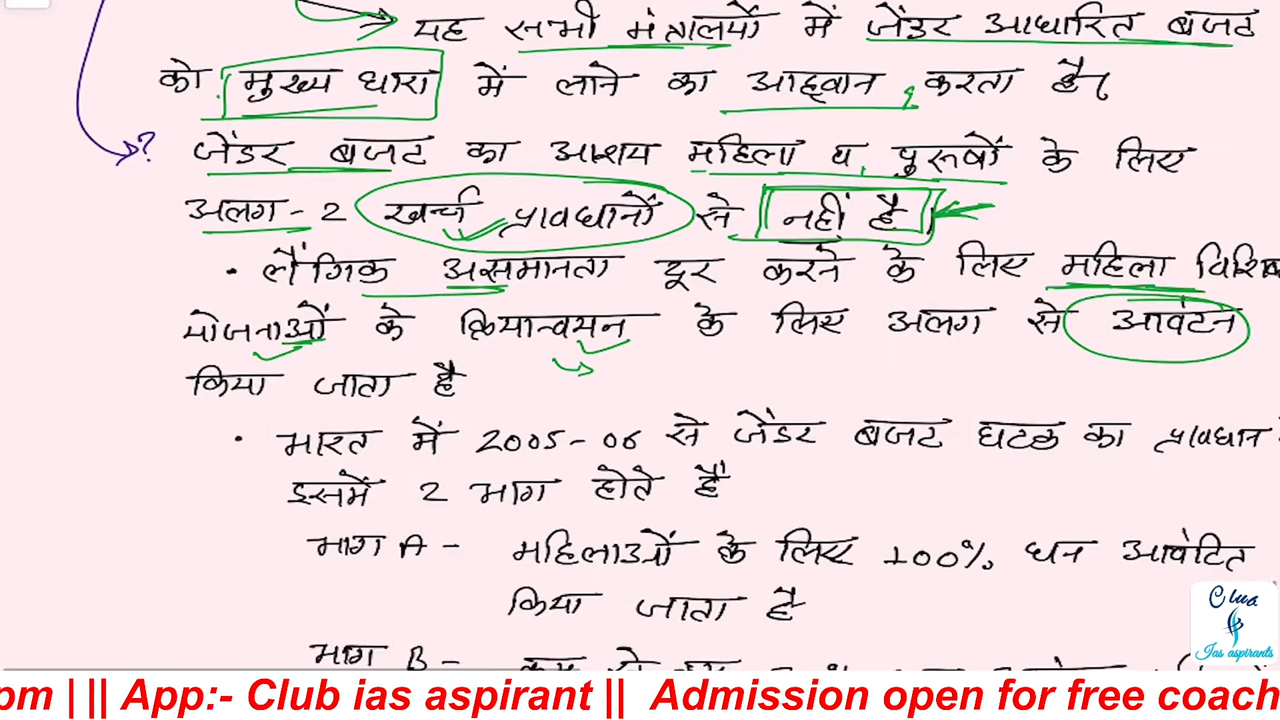 यह सभी मंत्रालयों में जेंडर आधारित बजट
को मुख्य धारा में लाने का आह्वान करता है।
? जेंडर बजट का आशय महिला व पुरूषों के लिए
अलग-2 खर्च प्रावधानों से नहीं है।
• लैंगिक असमानता दूर करने के लिए महिला
योजनाओं के क्रियान्वयन के लिए अलग से आवंटन
किया जाता है
• भारत में 2005-06 से जेंडर बजट घटक का प्रावधान
इसमें 2 भाग होते हैं
भाग A - महिलाओं के लिए 100% धन आवंटित
किया जाता है
भाग B -
Club
Ias aspirants
pm | || App:- Club ias aspirant || Admission open for free coach